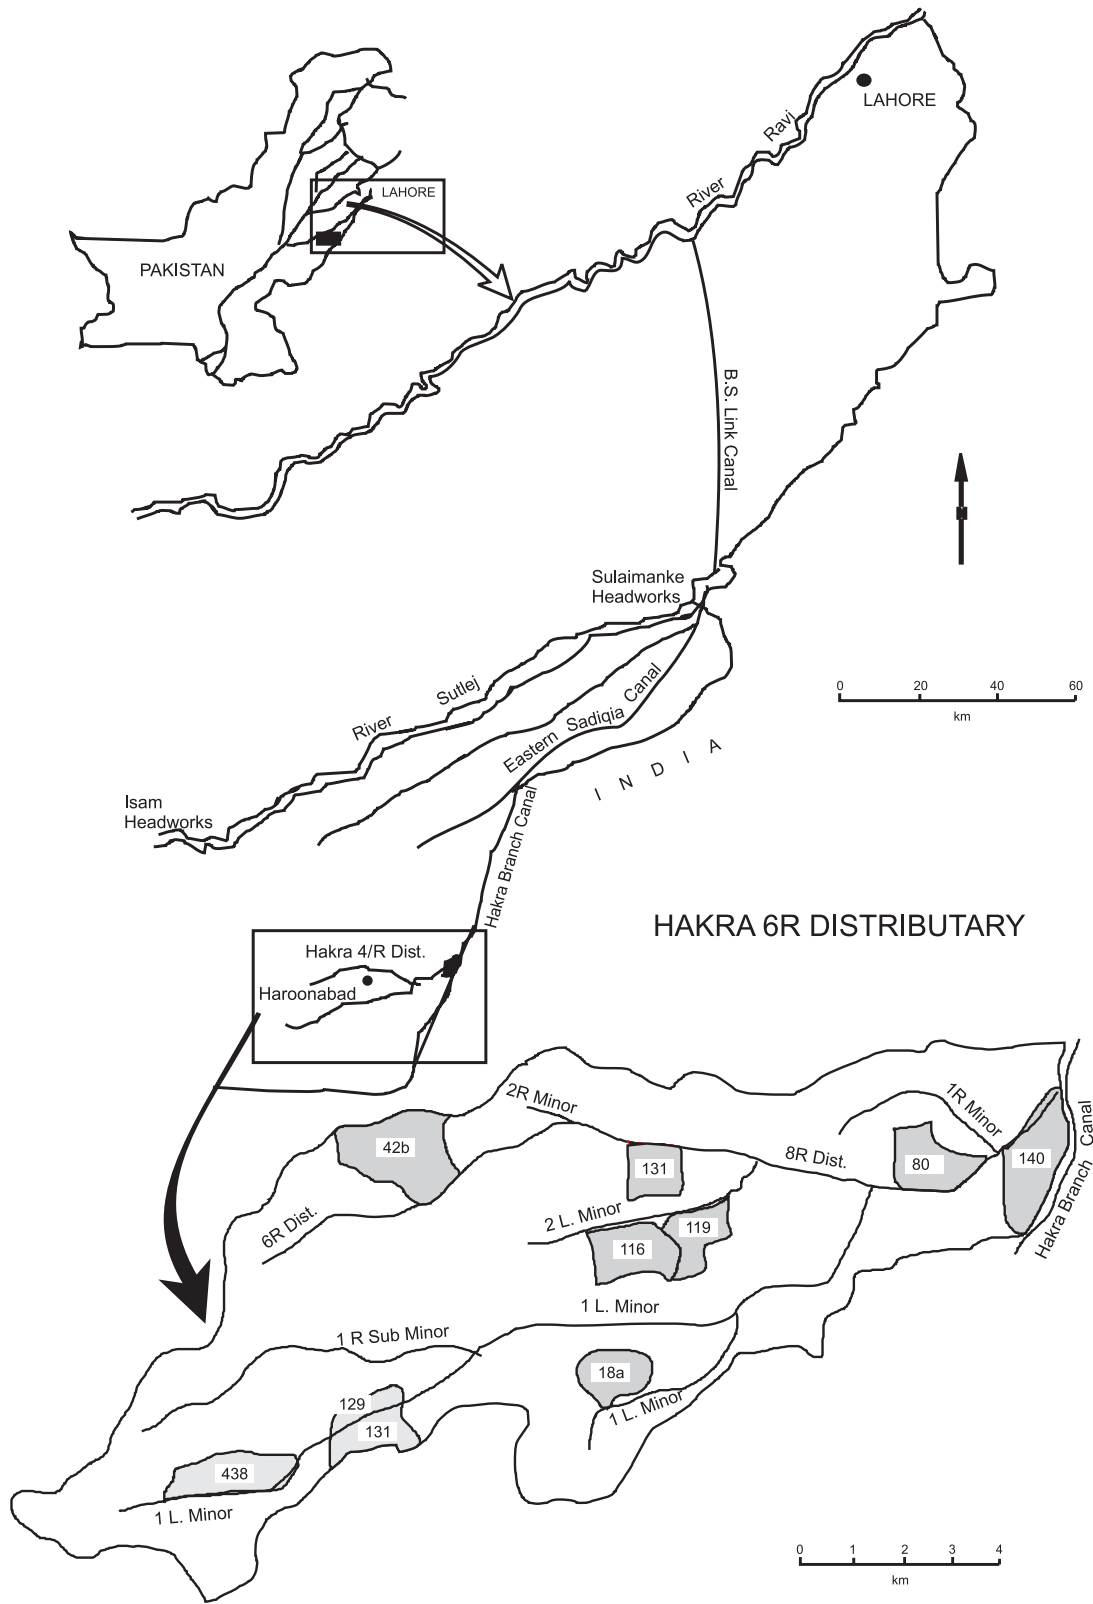 LAHORE
LAHORE
PAKISTAN
River Ravi
B.S. Link Canal
N
Sulaimanke
Headworks
0 20 40 60
km
River Sutlej
Eastern Sadiqia Canal
I N D I A
Isam
Headworks
Hakra Branch Canal
HAKRA 6R DISTRIBUTARY
Hakra 4/R Dist.
Haroonabad
2R Minor
1R Minor
Hakra Branch Canal
42b
131
8R Dist.
80
140
6R Dist.
2 L. Minor
119
116
1 L. Minor
1 R Sub Minor
18a
1 L. Minor
129
131
438
1 L. Minor
0 1 2 3 4
km